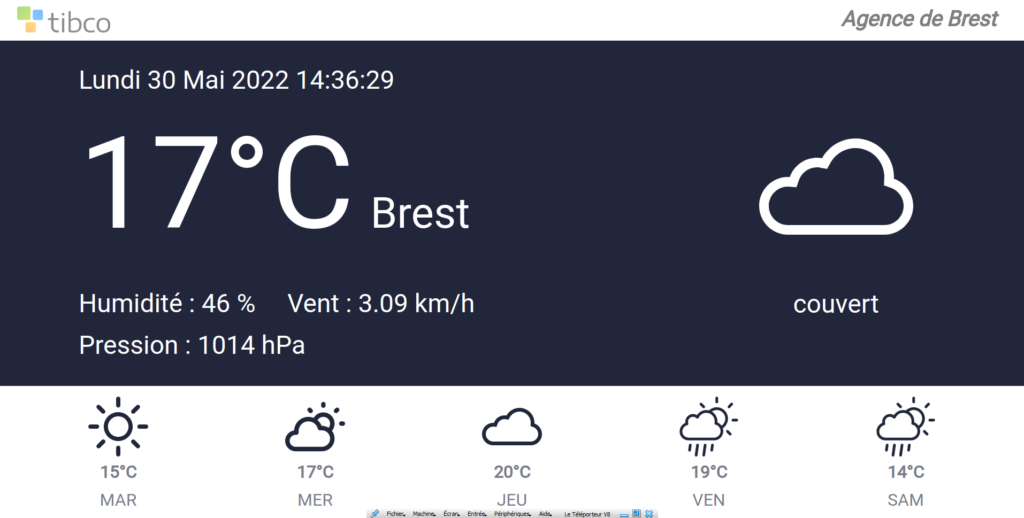 tibco
Agence de Brest
Lundi 30 Mai 2022 14:36:29
17°C Brest
Humidité : 46 % Vent : 3.09 km/h
couvert
Pression : 1014 hPa
15°C 17°C 20°C 19°C 14°C
MAR MER JEU VEN SAM
Fichier Machine Écran Entrée Périphériques Aide Le Téléporteur V8